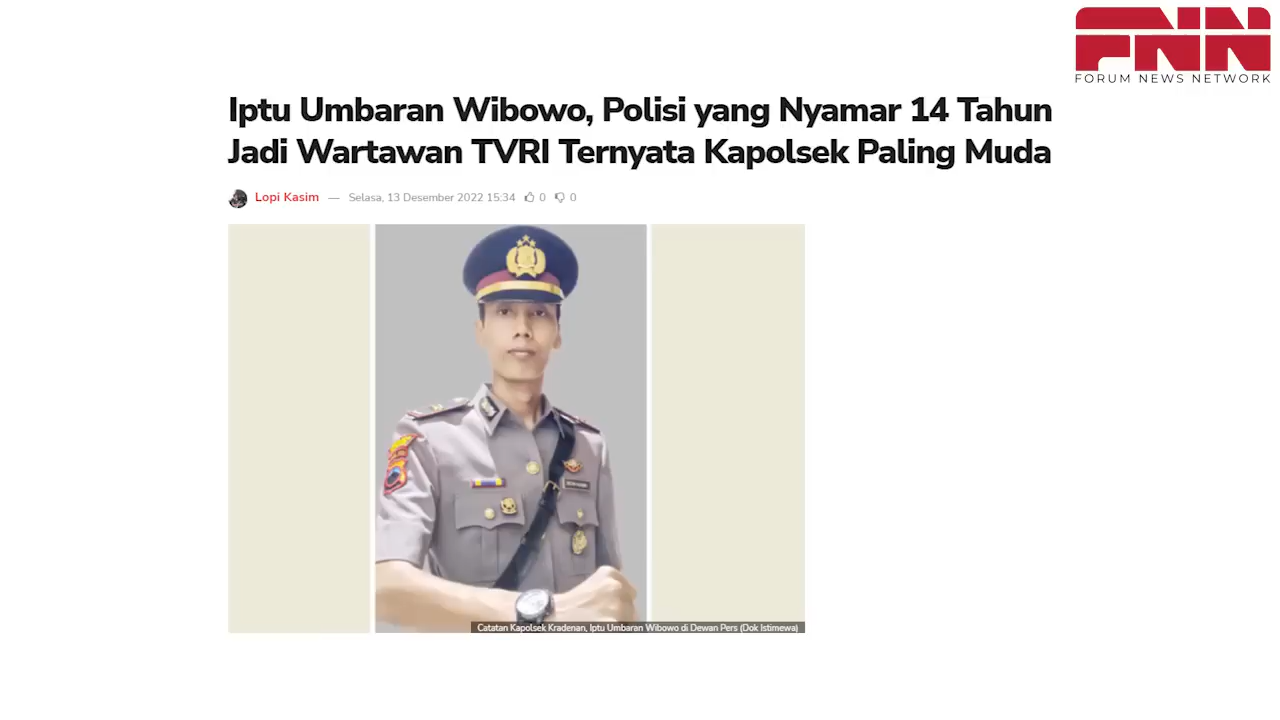 FNN
FORUM NEWS NETWORK
Iptu Umbaran Wibowo, Polisi yang Nyamar 14 Tahun
Jadi Wartawan TVRI Ternyata Kapolsek Paling Muda
Lopi Kasim — Selasa, 13 Desember 2022 15:34 0 0
Catatan Kapolsek Kradenan, Iptu Umbaran Wibowo di Dewan Pers (Dok Istimewa)